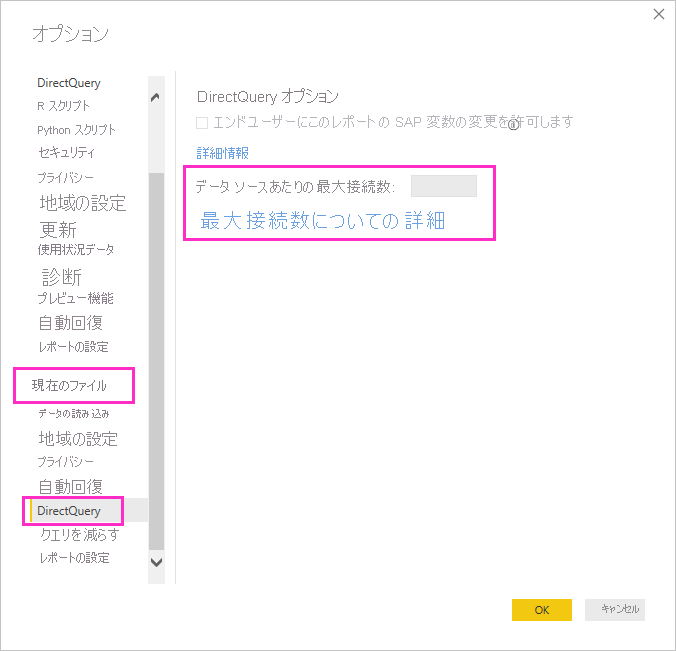 オプション
DirectQuery
R スクリプト
Python スクリプト
セキュリティ
プライバシー
地域の設定
更新
使用状況データ
診断
プレビュー機能
自動回復
レポートの設定
現在のファイル
データの読み込み
地域の設定
プライバシー
自動回復
DirectQuery
クエリを減らす
レポートの設定
DirectQuery オプション
エンドユーザーにこのレポートの SAP 変数の変更を許可します
詳細情報
データ ソースあたりの最大接続数:
最大接続数についての詳細
OK
キャンセル